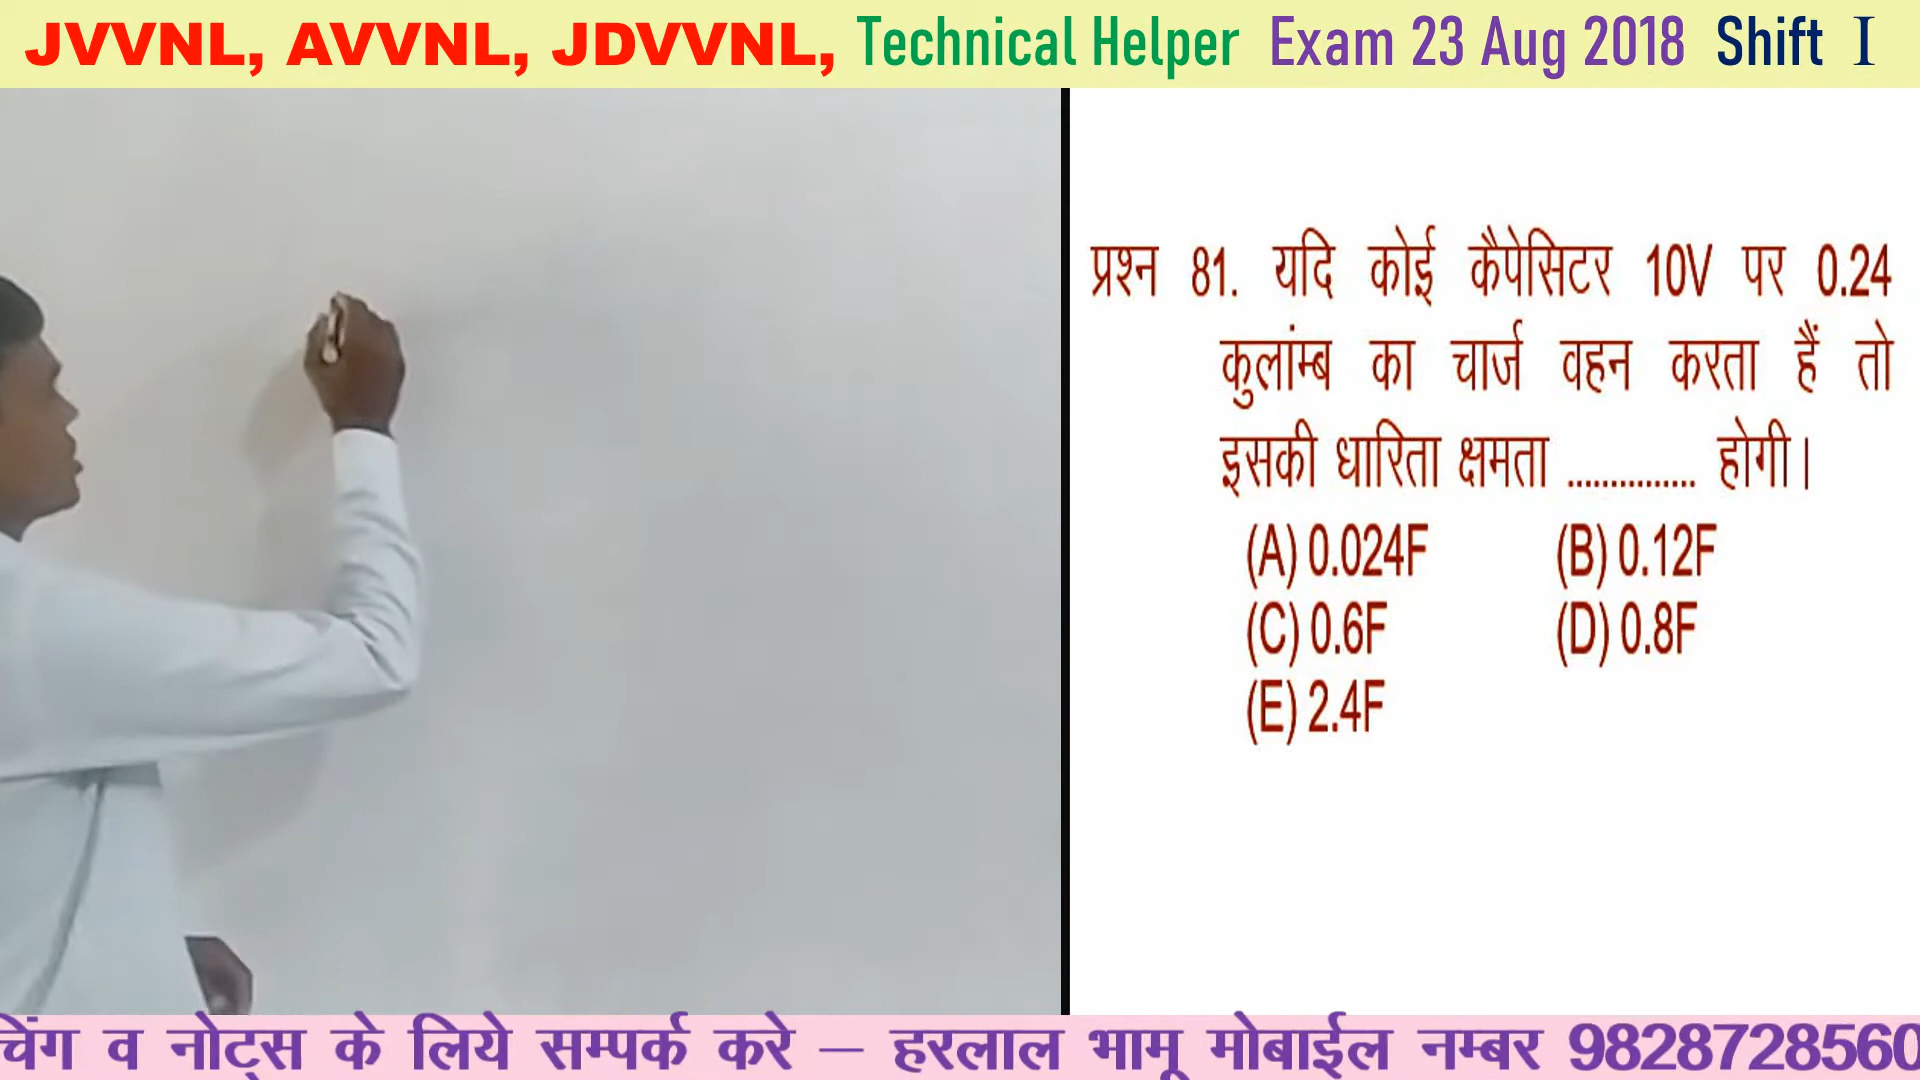 JVVNL, AVVNL, JDVVNL, Technical Helper Exam 23 Aug 2018 Shift I
प्रश्न 81. यदि कोई कैपेसिटर 10V पर 0.24
कुलांम्ब का चार्ज वहन करता हैं तो
इसकी धारिता क्षमता ............... होगी।
(A) 0.024F (B) 0.12F
(C) 0.6F (D) 0.8F
(E) 2.4F
चिंग व नोट्स के लिये सम्पर्क करे – हरलाल भामू मोबाईल नम्बर 9828728560